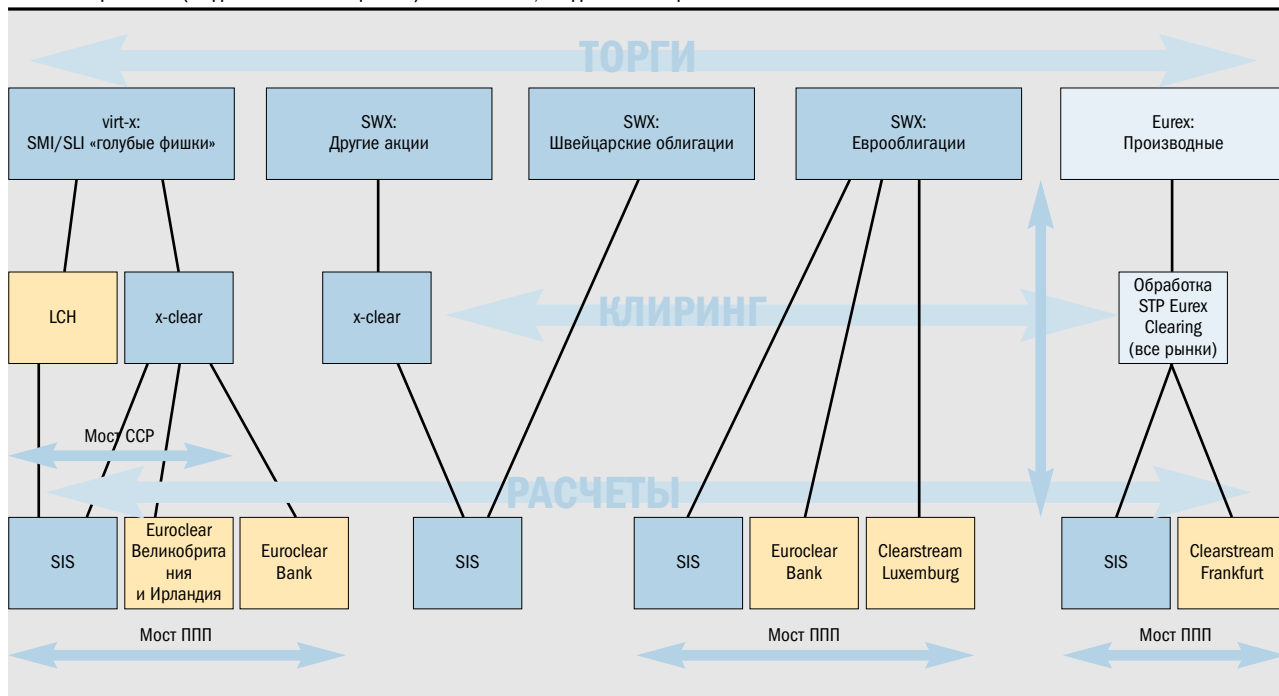 ТОРГИ
virt-x:
SMI/SLI «голубые фишки»
SWX:
Другие акции
SWX:
Швейцарские облигации
SWX:
Еврооблигации
Eurex:
Производные
LCH
x-clear
x-clear
КЛИРИНГ
Обработка
STP Eurex
Clearing
(все рынки)
Мост ССР
РАСЧЕТЫ
SIS
Euroclear
Великобрита
ния
и Ирландия
Euroclear
Bank
SIS
SIS
Euroclear
Bank
Clearstream
Luxemburg
SIS
Clearstream
Frankfurt
Мост ППП
Мост ППП
Мост ППП